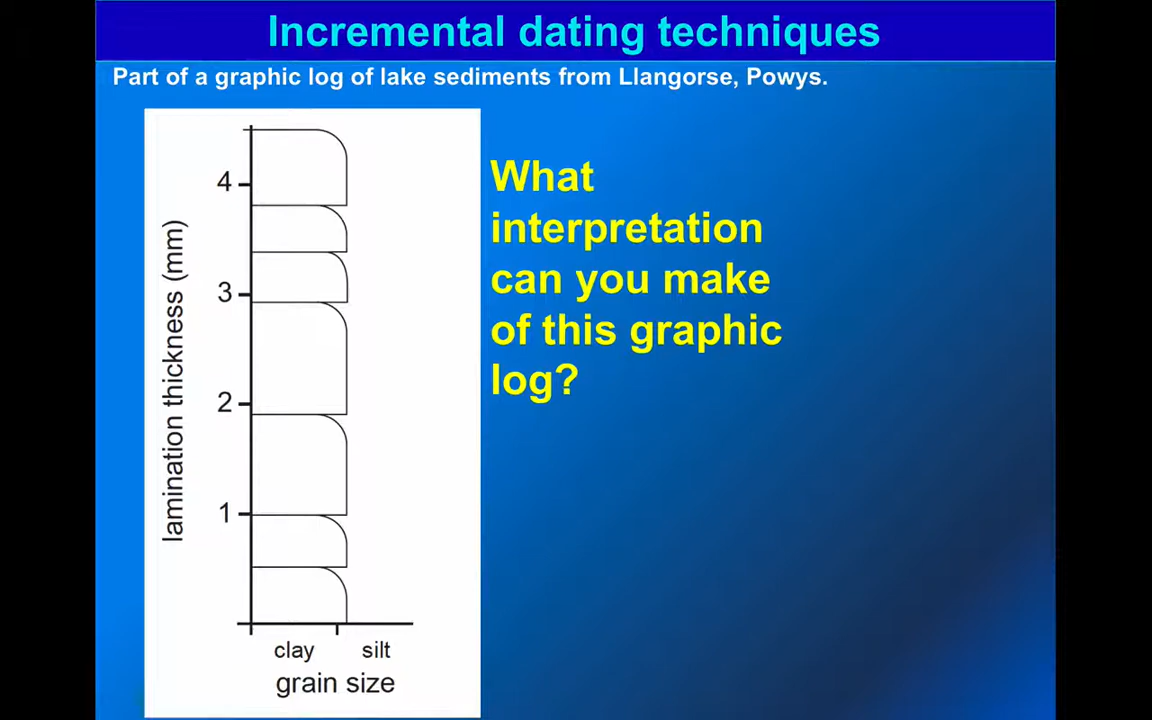 Incremental dating techniques
Part of a graphic log of lake sediments from Llangorse, Powys.
What
interpretation
can you make
of this graphic
log?
lamination thickness (mm)
4
3
2
1
clay silt
grain size